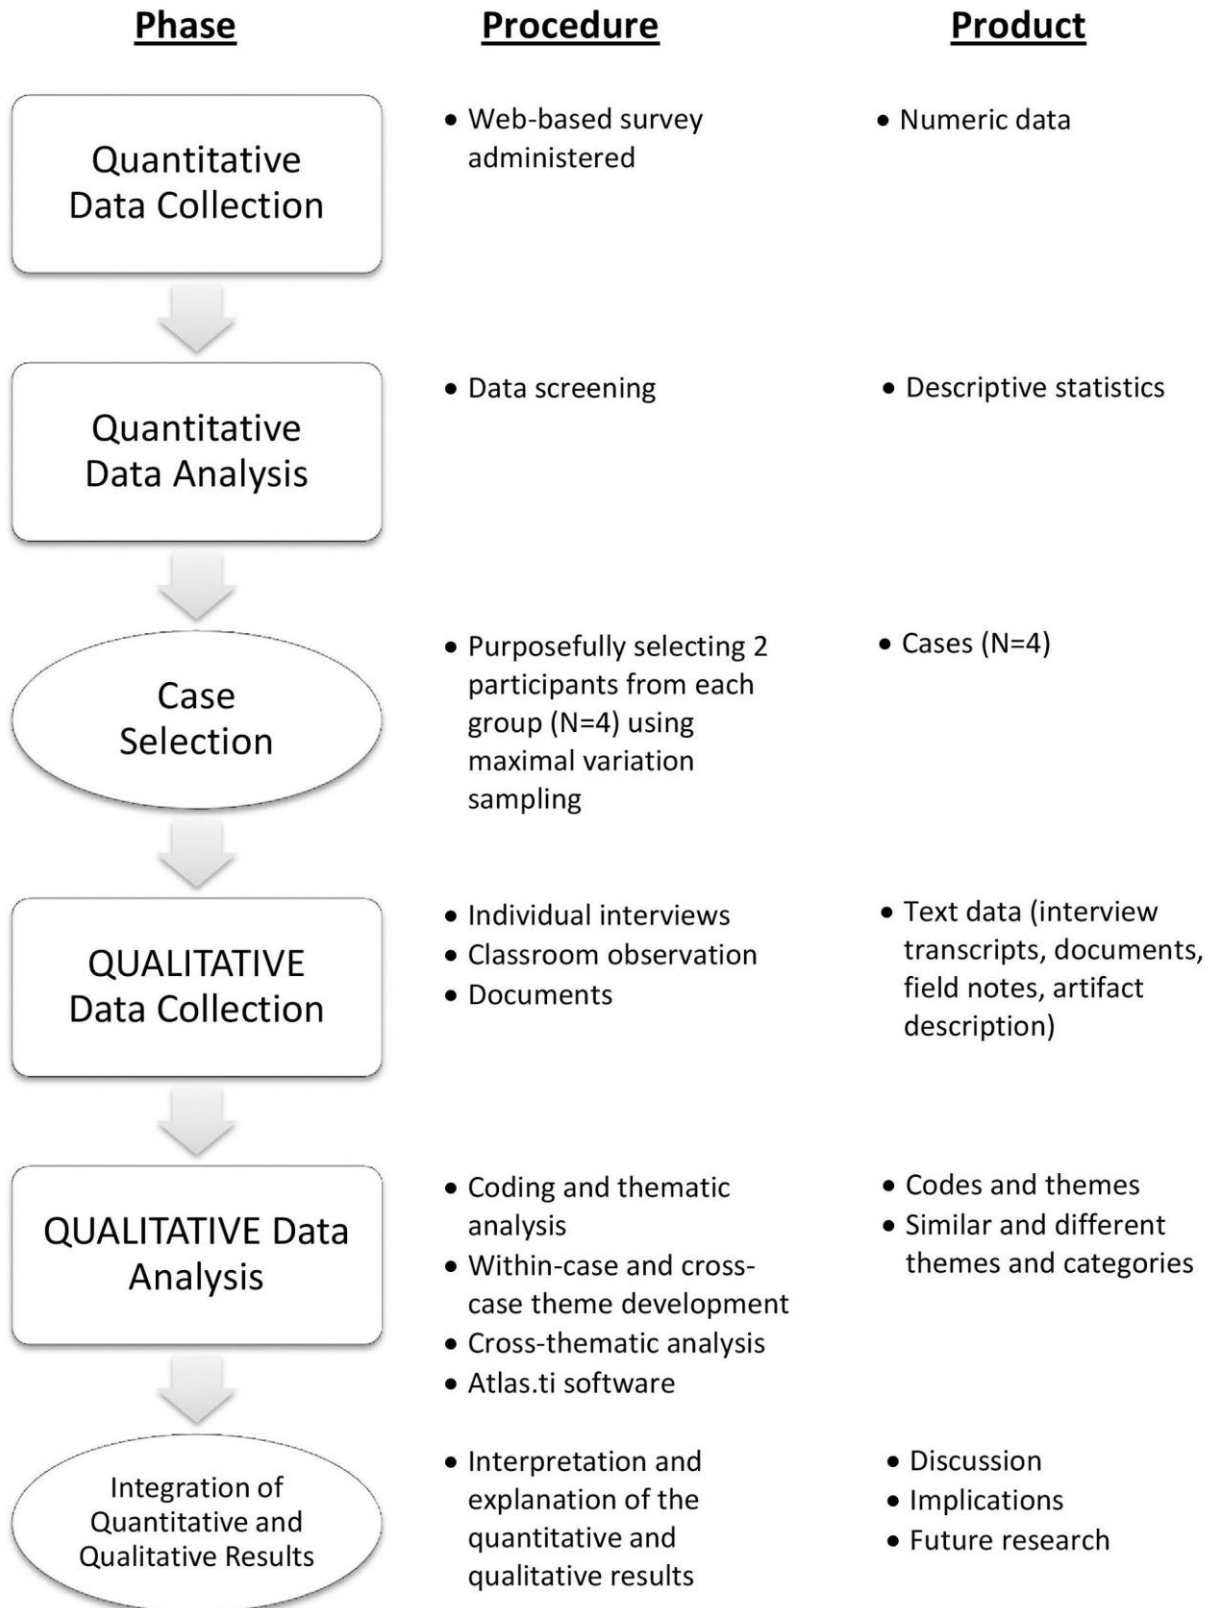 Phase
Procedure
Product
Quantitative
Data Collection
• Web-based survey
administered
• Numeric data
Quantitative
Data Analysis
• Data screening
• Descriptive statistics
Case
Selection
• Purposefully selecting 2
participants from each
group (N=4) using
maximal variation
sampling
• Cases (N=4)
QUALITATIVE
Data Collection
• Individual interviews
• Classroom observation
• Documents
• Text data (interview
transcripts, documents,
field notes, artifact
description)
QUALITATIVE Data
Analysis
• Coding and thematic
analysis
• Within-case and cross-
case theme development
• Cross-thematic analysis
• Atlas.ti software
• Codes and themes
• Similar and different
themes and categories
Integration of
Quantitative and
Qualitative Results
• Interpretation and
explanation of the
quantitative and
qualitative results
• Discussion
• Implications
• Future research